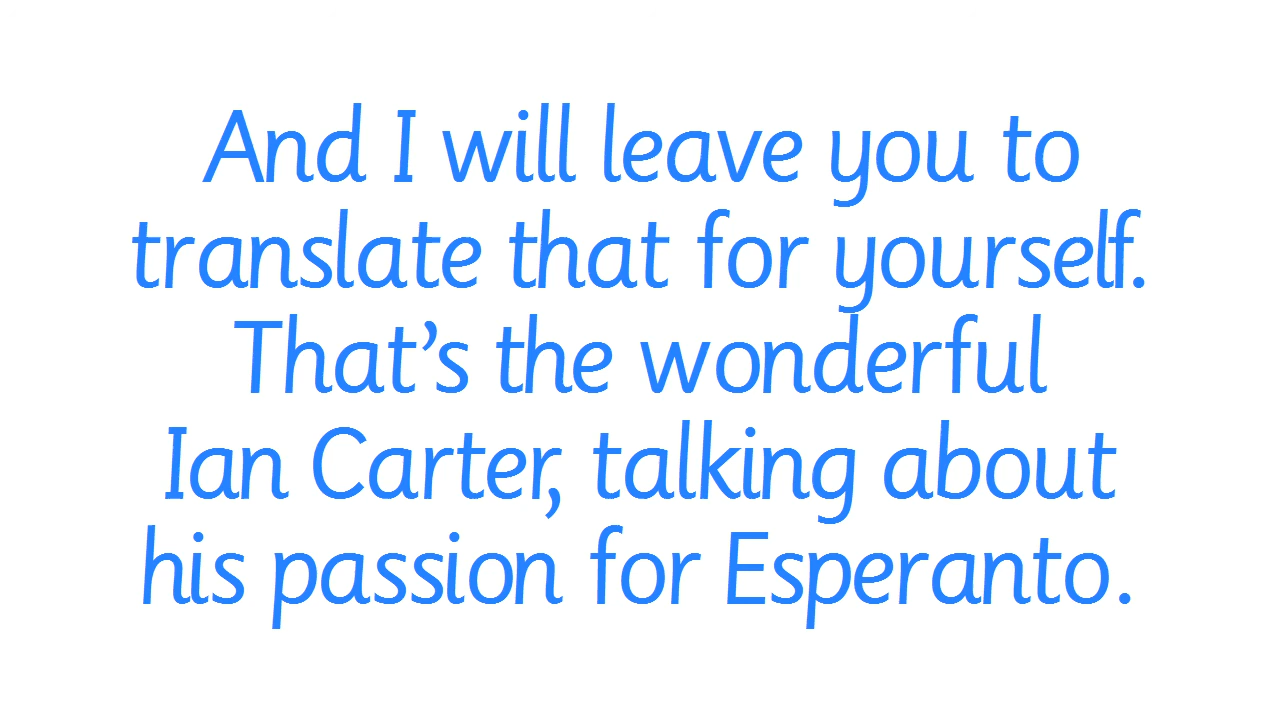 And I will leave you to
translate that for yourself.
That’s the wonderful
Ian Carter, talking about
his passion for Esperanto.